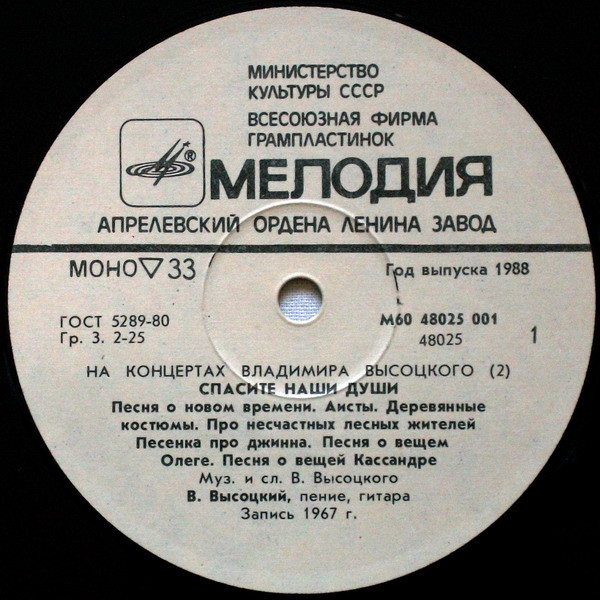 МИНИСТЕРСТВО
КУЛЬТУРЫ СССР
ВСЕСОЮЗНАЯ ФИРМА
ГРАМПЛАСТИНОК
®
МЕЛОДИЯ
АПРЕЛЕВСКИЙ ОРДЕНА ЛЕНИНА ЗАВОД
МОНО▽33
Год выпуска 1988
ГОСТ 5289-80
Гр. 3. 2-25
М60 48025 001
48025
1
НА КОНЦЕРТАХ ВЛАДИМИРА ВЫСОЦКОГО (2)
СПАСИТЕ НАШИ ДУШИ
Песня о новом времени. Аисты. Деревянные
костюмы. Про несчастных лесных жителей
Песенка про джинна. Песня о вещем
Олеге. Песня о вещей Кассандре
Муз. и сл. В. Высоцкого
В. Высоцкий, пение, гитара
Запись 1967 г.